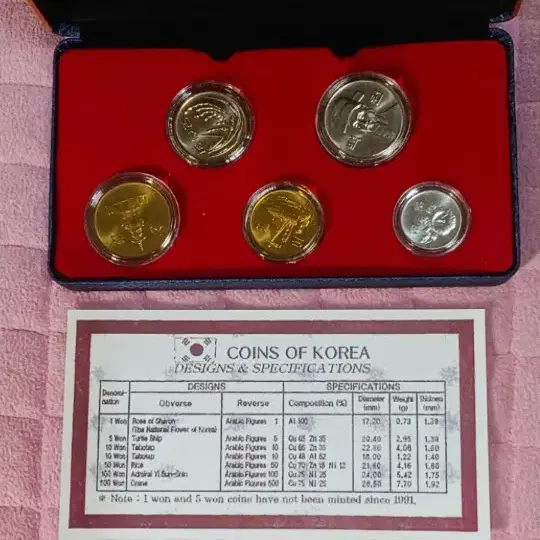 COINS OF KOREA
DESIGNS & SPECIFICATIONS
Denomi-nation DESIGNS SPECIFICATIONS
Obverse Reverse Composition (%) Diameter (mm) Weight (g) Thickness (mm)
1 Won Rose of Sharon Arabic Figures 1 Al 100 17.20 0.73 1.39
(the National Flower of Korea)
5 Won Turtle Ship Arabic Figures 5 Cu 65 Zn 35 20.40 2.95 1.39
10 Won Tabotap Arabic Figures 10 Cu 65 Zn 35 22.86 4.06 1.60
10 Won Tabotap Arabic Figures 10 Cu 48 Al 52 18.00 1.22 1.40
50 Won Rice Arabic Figures 50 Cu 70 Zn 18 Ni 12 21.60 4.16 1.60
100 Won Admiral Yi Sun-Sin Arabic Figures 100 Cu 75 Ni 25 24.00 5.42 1.75
Won Crane Arabic Figures 500 Cu 75 Ni 25 26.50 7.70 1.92
※ Note : 1 won and 5 won coins have not been minted since 1991.